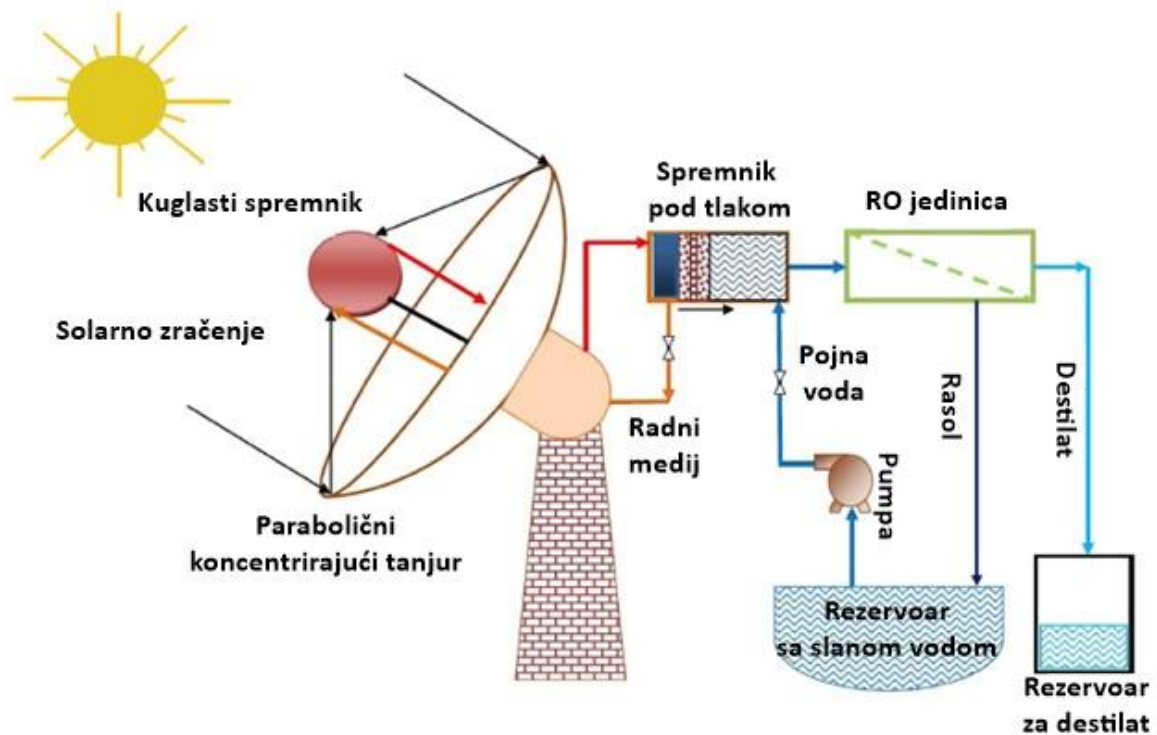 Kuglasti spremnik
Solarno zračenje
Parabolični
koncentrirajući tanjur
Spremnik
pod tlakom
RO jedinica
Radni
medij
Pojna
voda
Pumpa
Rasol
Destilat
Rezervoar
sa slanom vodom
Rezervoar
za destilat